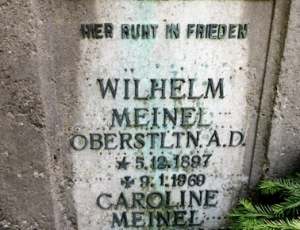 HIER RUHT IN FRIEDEN
WILHELM
MEINEL
OBERSTLTN. A.D.
* 5.12.1897
✠ 9.1.1969
CAROLINE
MEINEL